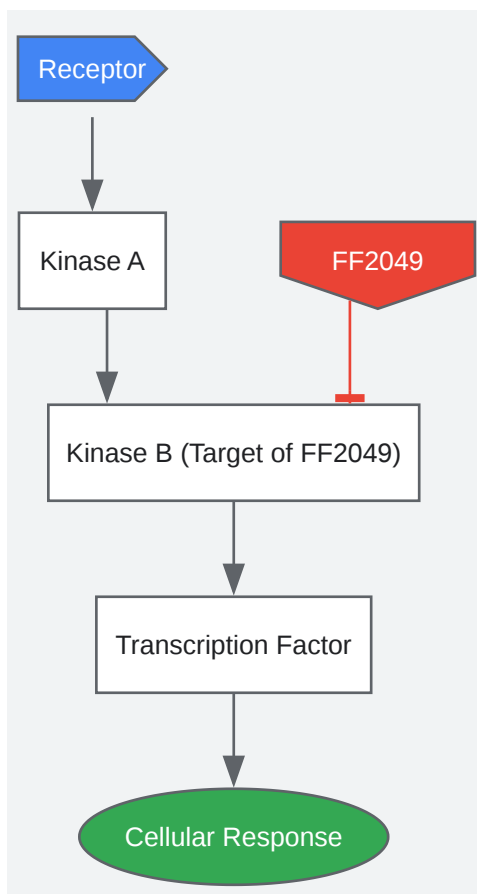 Receptor
Kinase A
FF2049
Kinase B (Target of FF2049)
Transcription Factor
Cellular Response